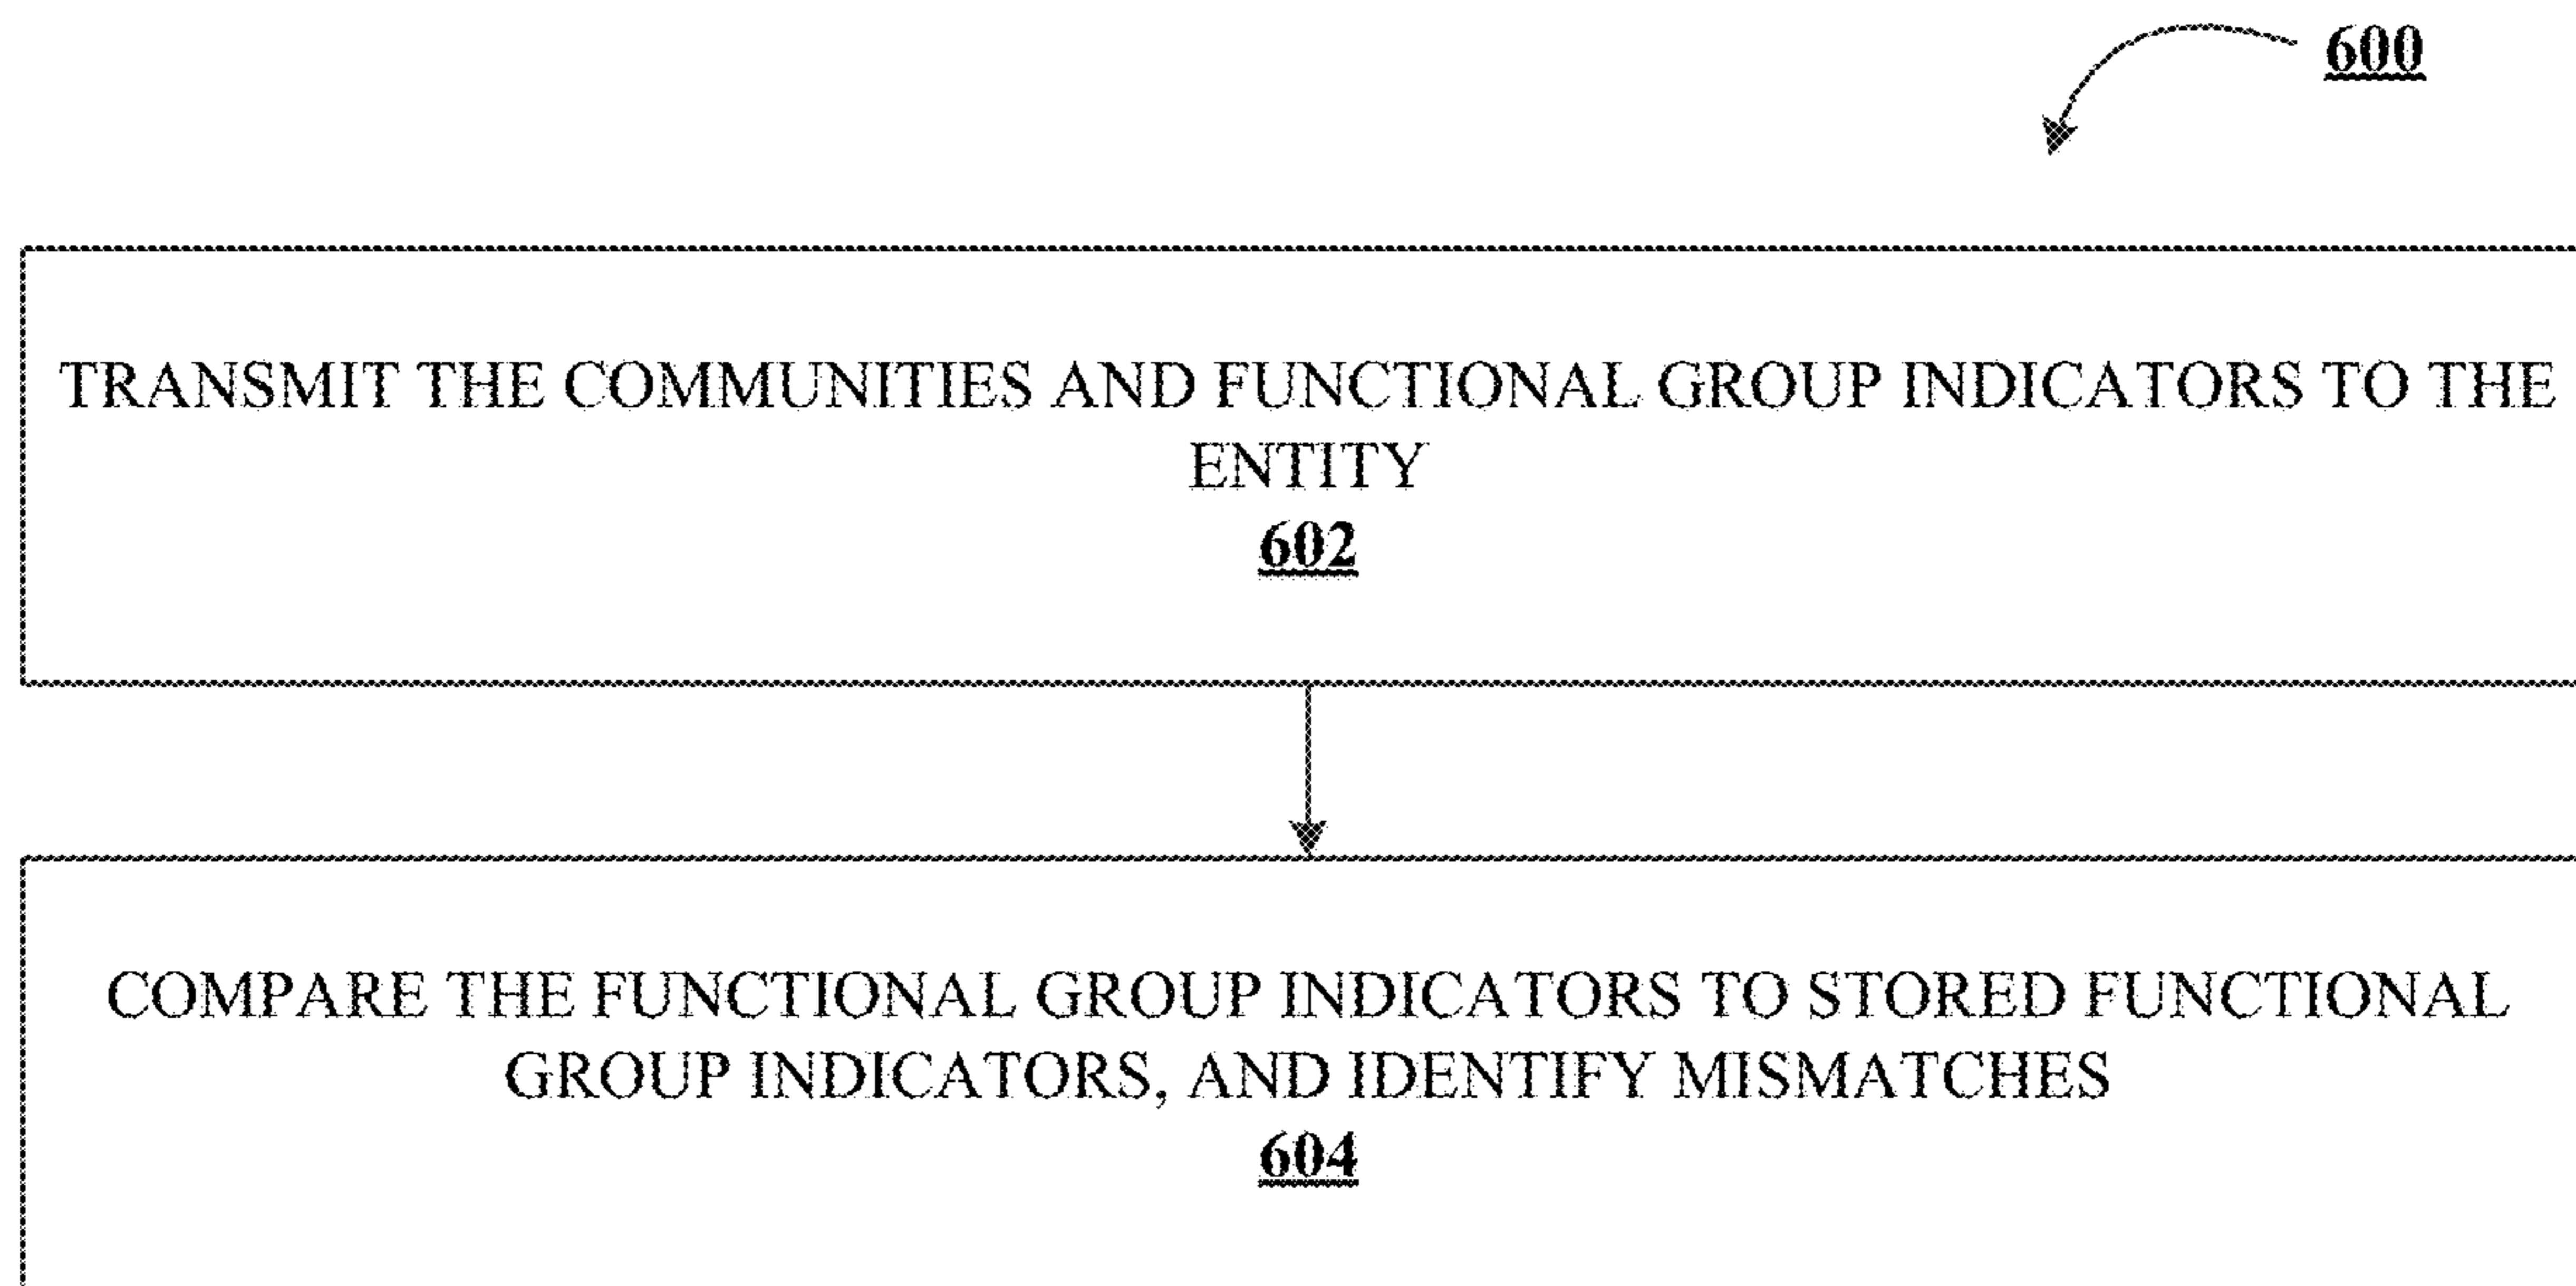 600
TRANSMIT THE COMMUNITIES AND FUNCTIONAL GROUP INDICATORS TO THE
ENTITY
602
COMPARE THE FUNCTIONAL GROUP INDICATORS TO STORED FUNCTIONAL
GROUP INDICATORS, AND IDENTIFY MISMATCHES
604